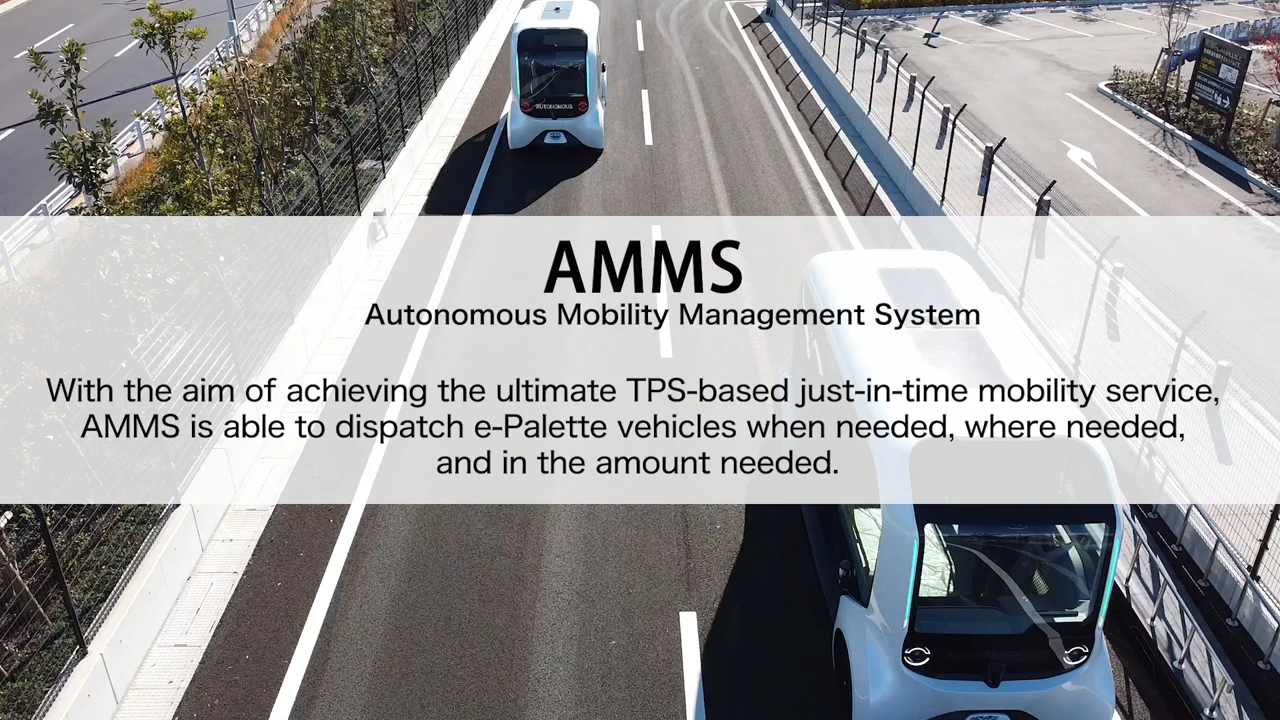 AUTONOMOUS
AMMS
Autonomous Mobility Management System
With the aim of achieving the ultimate TPS-based just-in-time mobility service,
AMMS is able to dispatch e-Palette vehicles when needed, where needed,
and in the amount needed.